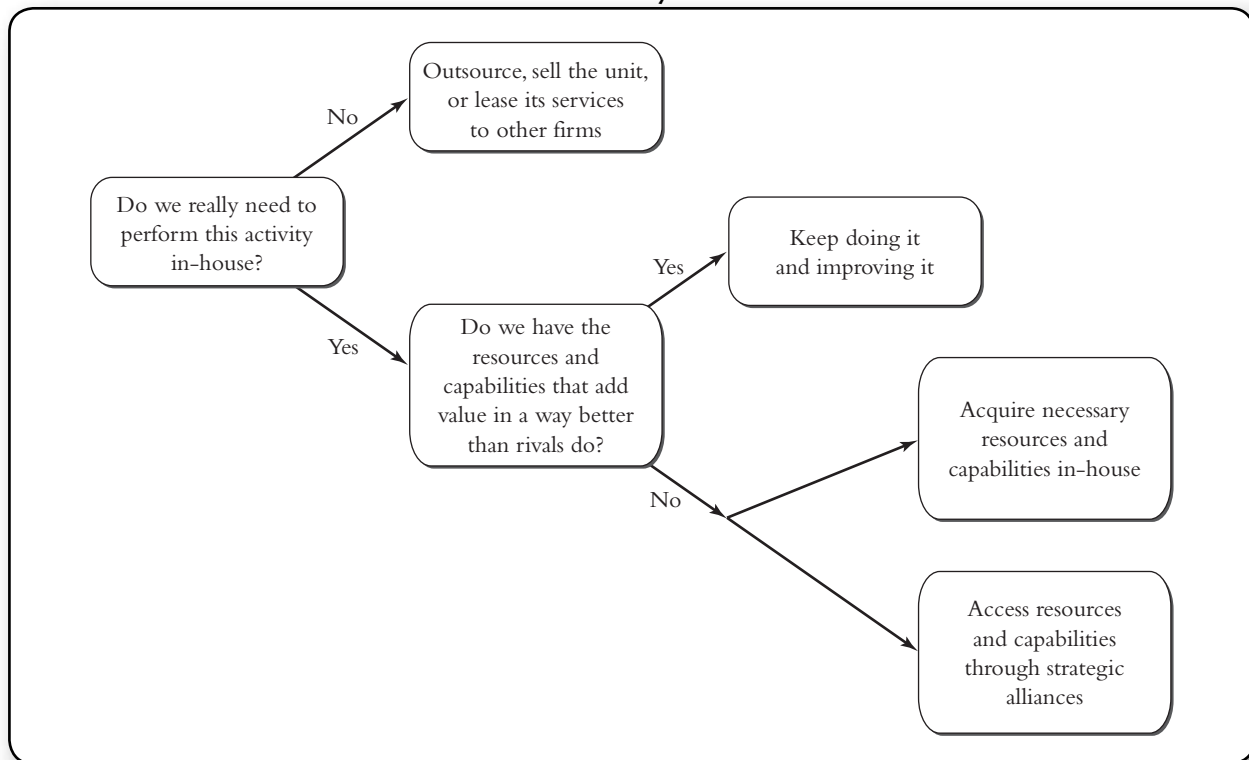 Outsource, sell the unit,
or lease its services
to other firms
No
Do we really need to
perform this activity
in-house?
Yes
Keep doing it
and improving it
Yes
Do we have the
resources and
capabilities that add
value in a way better
than rivals do?
No
Acquire necessary
resources and
capabilities in-house
Access resources
and capabilities
through strategic
alliances